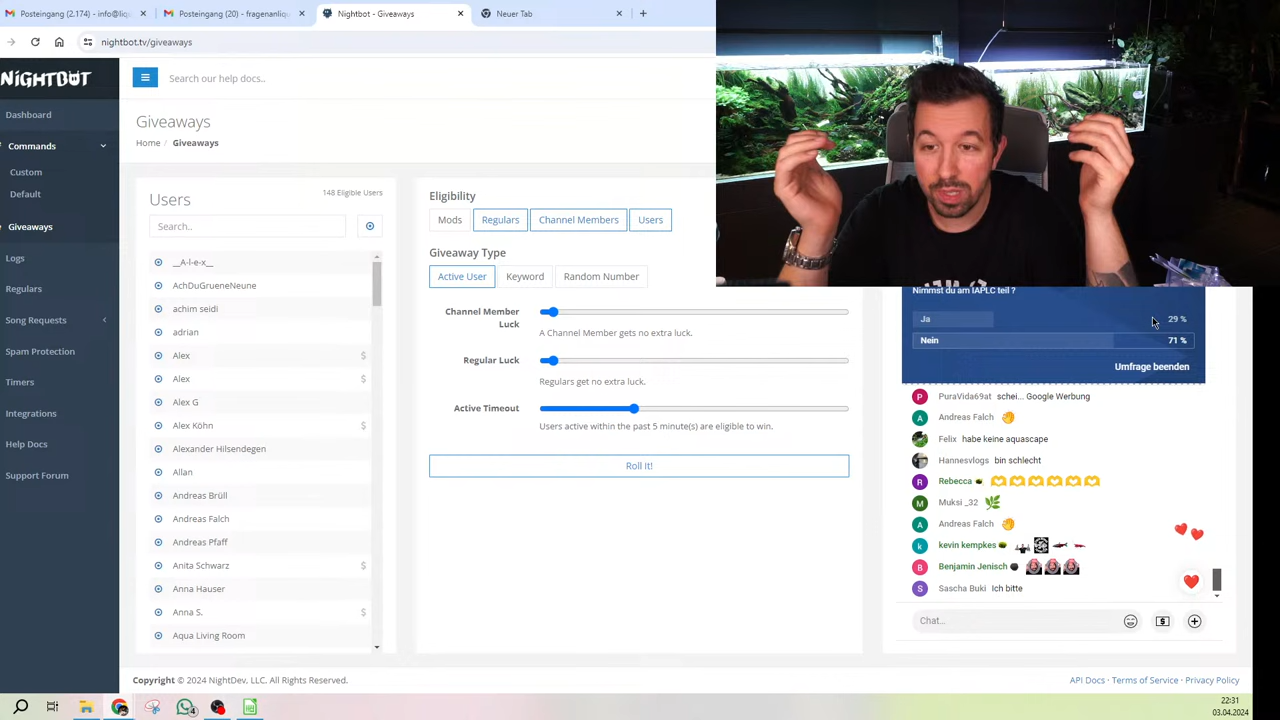 Posteingang (2.174) - info@liqu
Posteingang (20) - fragenanliqu
Nightbot - Giveaways
Neuer Tab
nightbot.tv/giveaways
NIGHTBOT
Search our help docs..
Dashboard
Commands
Custom
Default
Giveaways
Logs
Regulars
Song Requests
Spam Protection
Timers
Integrations
Help Docs
Support Forum
Giveaways
Home / Giveaways
Users
148 Eligible Users
Search..
__A-l-e-x__
AchDuGrueneNeune
achim seidi
adrian
Alex $
Alex $
Alex G
Alex Köhn $
Alexander Hilsendegen
Allan
Andreas Brüll
Andreas Falch
Andreas Pfaff
Anita Schwarz $
Anna Hauser
Anna S. $
Aqua Living Room
Eligibility
Mods
Regulars
Channel Members
Users
Giveaway Type
Active User
Keyword
Random Number
Channel Member Luck
A Channel Member gets no extra luck.
Regular Luck
Regulars get no extra luck.
Active Timeout
Users active within the past 5 minute(s) are eligible to win.
Roll It!
Nimmst du am IAPLC teil ?
Ja 29 %
Nein 71 %
Umfrage beenden
P PuraVida69at schei... Google Werbung
A Andreas Falch
Felix habe keine aquascape
Hannesvlogs bin schlecht
R Rebecca
M Muksi _32
A Andreas Falch
k kevin kempkes
B Benjamin Jenisch
S Sascha Buki Ich bitte
Chat...
Copyright © 2024 NightDev, LLC. All Rights Reserved.
API Docs · Terms of Service · Privacy Policy
22:31
03.04.2024